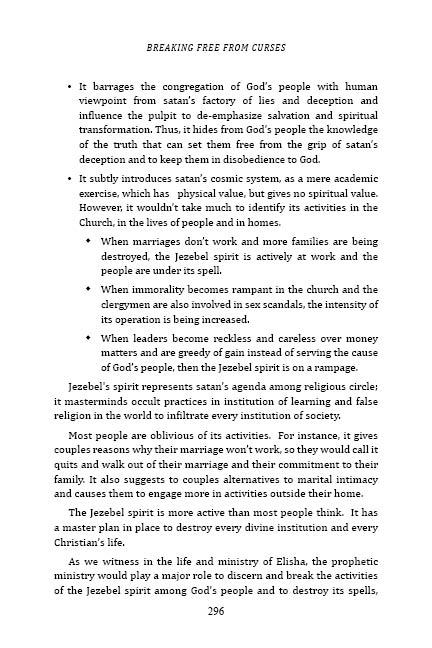 BREAKING FREE FROM CURSES
• It barrages the congregation of God's people with human
viewpoint from satan's factory of lies and deception and
influence the pulpit to de-emphasize salvation and spiritual
transformation. Thus, it hides from God's people the knowledge
of the truth that can set them free from the grip of satan's
deception and to keep them in disobedience to God.
• It subtly introduces satan's cosmic system, as a mere academic
exercise, which has  physical value, but gives no spiritual value.
However, it wouldn't take much to identify its activities in the
Church, in the lives of people and in homes.
◆ When marriages don't work and more families are being
destroyed, the Jezebel spirit is actively at work and the
people are under its spell.
◆ When immorality becomes rampant in the church and the
clergymen are also involved in sex scandals, the intensity of
its operation is being increased.
◆ When leaders become reckless and careless over money
matters and are greedy of gain instead of serving the cause
of God's people, then the Jezebel spirit is on a rampage.
Jezebel's spirit represents satan's agenda among religious circle;
it masterminds occult practices in institution of learning and false
religion in the world to infiltrate every institution of society.
Most people are oblivious of its activities.  For instance, it gives
couples reasons why their marriage won't work, so they would call it
quits and walk out of their marriage and their commitment to their
family. It also suggests to couples alternatives to marital intimacy
and causes them to engage more in activities outside their home.
The Jezebel spirit is more active than most people think.  It has
a master plan in place to destroy every divine institution and every
Christian's life.
As we witness in the life and ministry of Elisha, the prophetic
ministry would play a major role to discern and break the activities
of the Jezebel spirit among God's people and to destroy its spells,
296